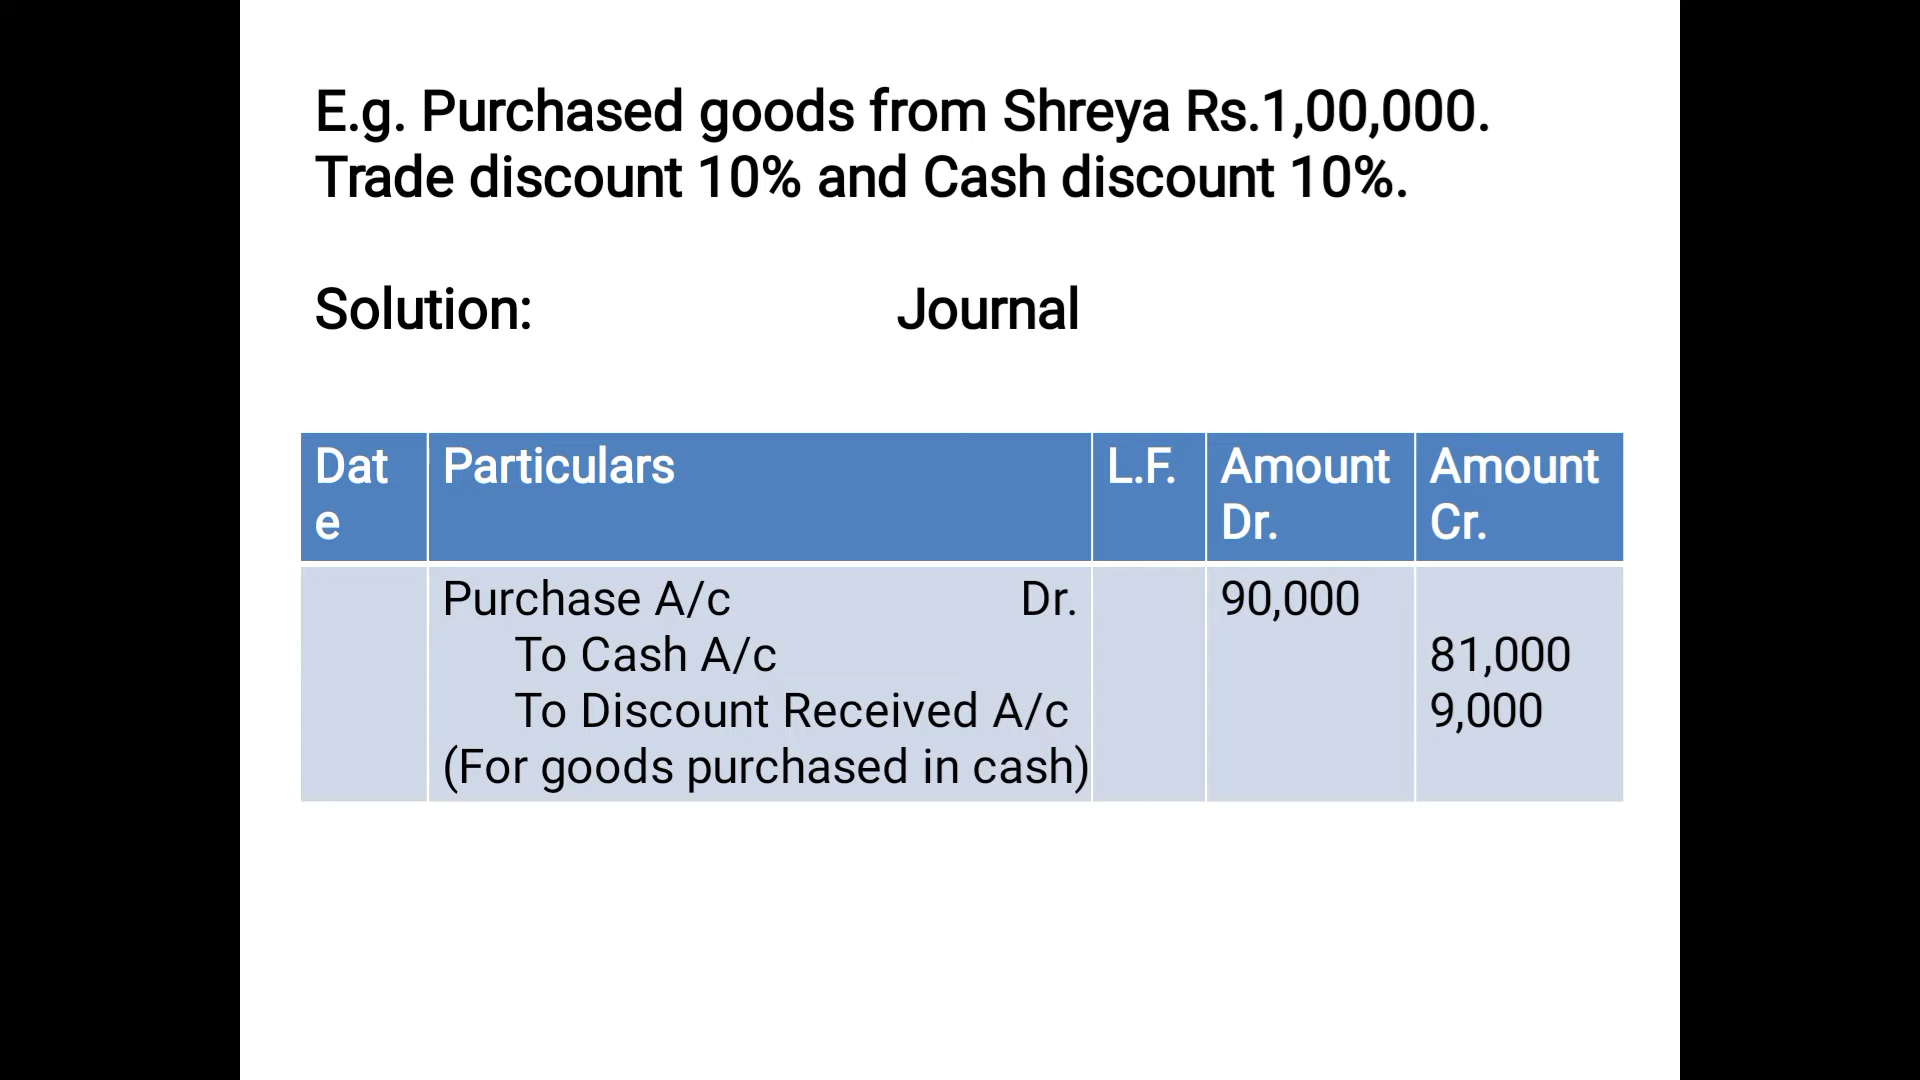 E.g. Purchased goods from Shreya Rs.1,00,000.
Trade discount 10% and Cash discount 10%.
Solution: Journal
Dat Particulars L.F. Amount Amount
e Dr. Cr.
Purchase A/c Dr. 90,000
To Cash A/c 81,000
To Discount Received A/c 9,000
(For goods purchased in cash)